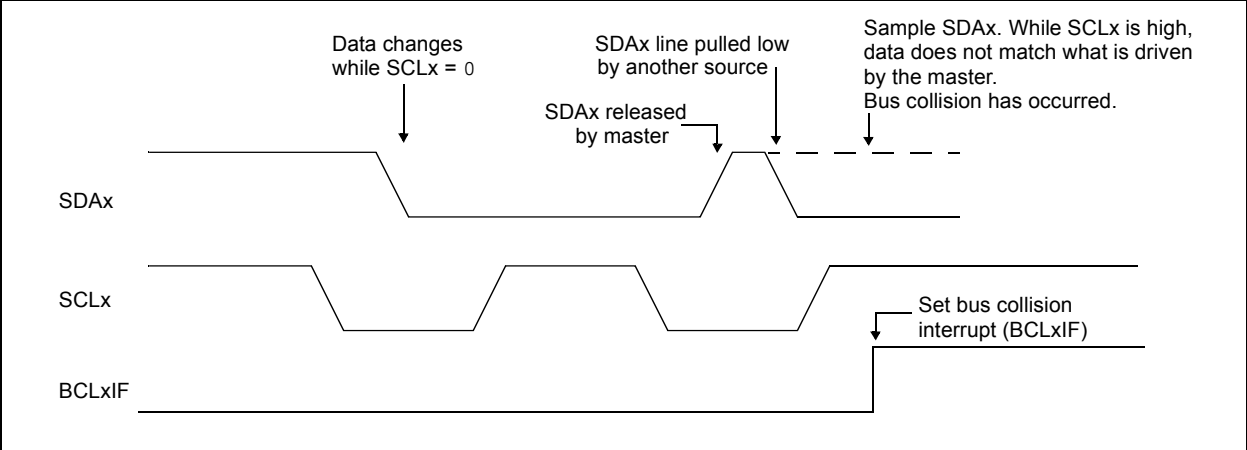 Data changes
while SCLx = 0
SDAx line pulled low
by another source
SDAx released
by master
Sample SDAx. While SCLx is high,
data does not match what is driven
by the master.
Bus collision has occurred.
SDAx
SCLx
Set bus collision
interrupt (BCLxIF)
BCLxIF